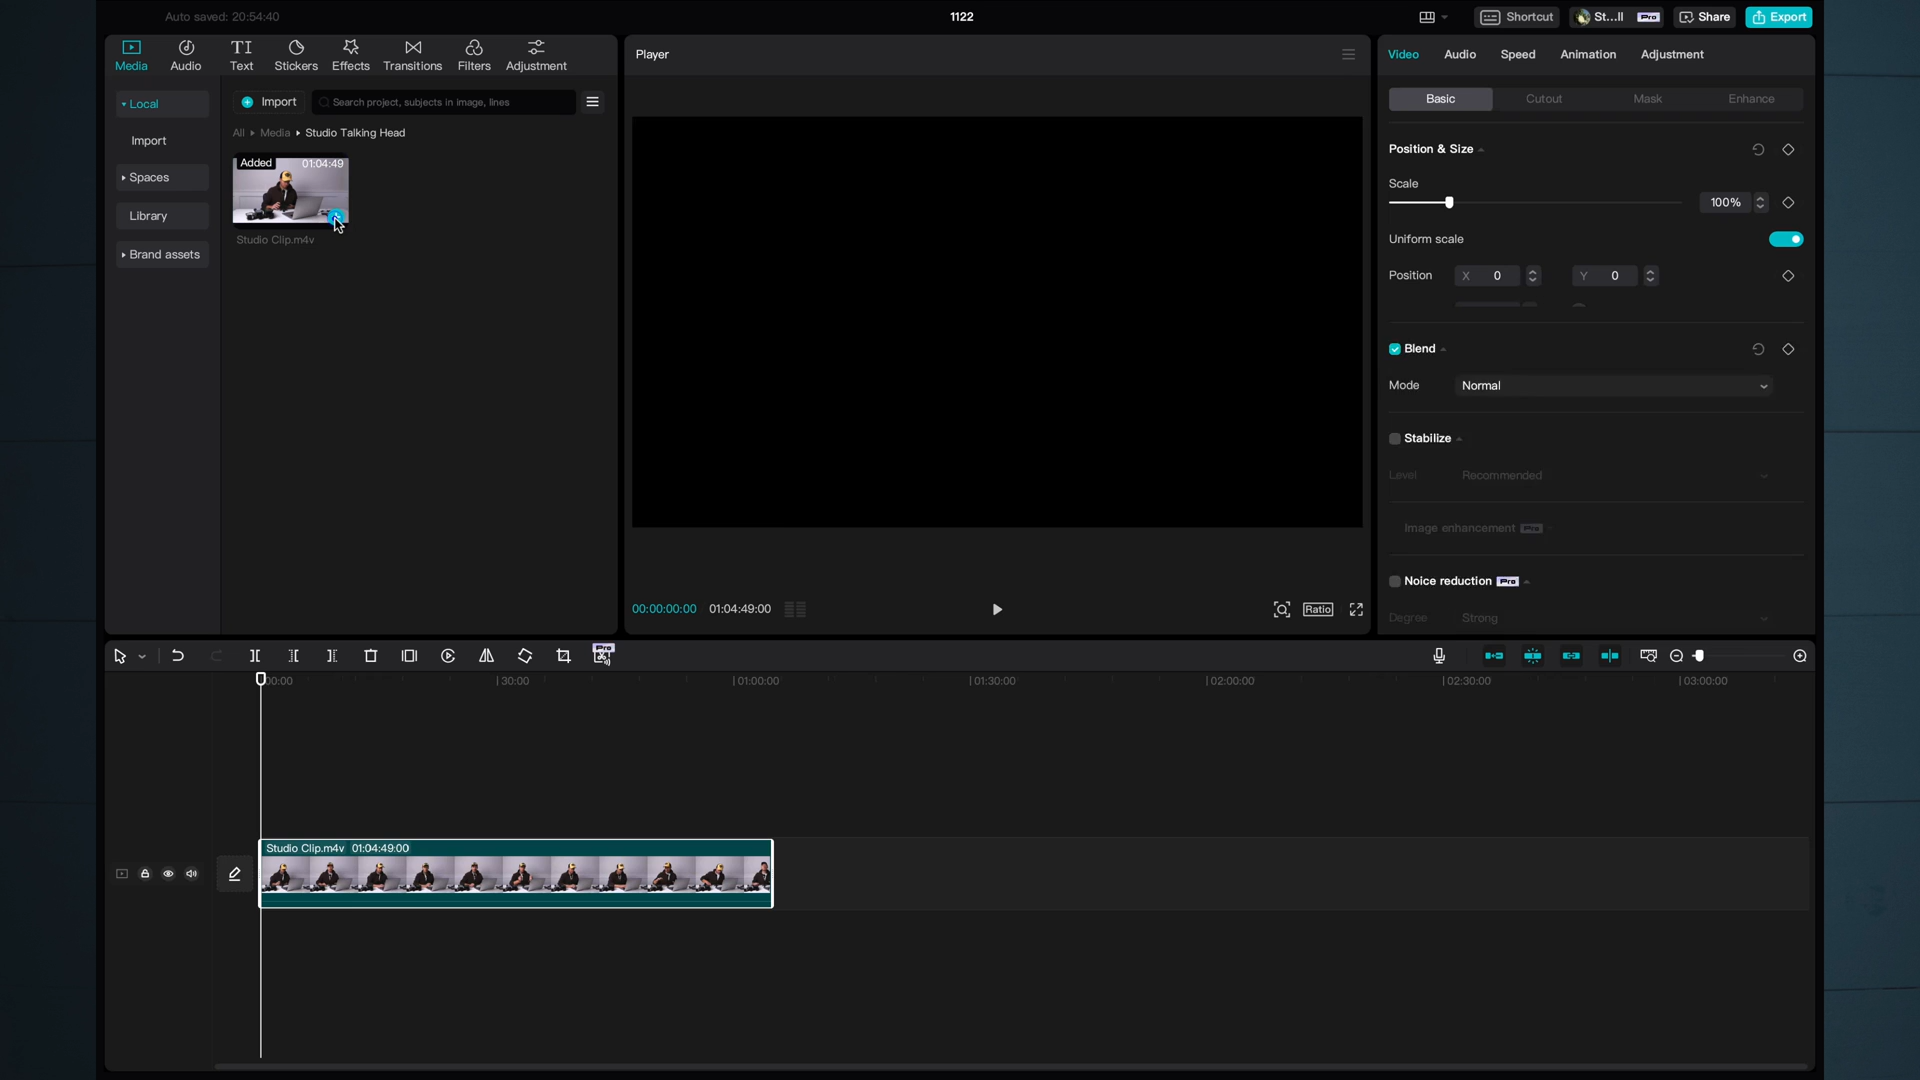 Auto saved: 20:54:40
1122
Shortcut
St...ll
Pro
Share
Export
Media
Audio
Text
Stickers
Effects
Transitions
Filters
Adjustment
Player
Video
Audio
Speed
Animation
Adjustment
Local
Import
Spaces
Library
Brand assets
Import
Search project, subjects in image, lines
All
Media
Studio Talking Head
Added
01:04:49
Studio Clip.m4v
Basic
Cutout
Mask
Enhance
Position & Size
Scale
100%
Uniform scale
Position
X
0
Y
0
Blend
Mode
Normal
Stabilize
Level
Recommended
Image enhancement
Pro
Noice reduction
Pro
Degree
Strong
00:00:00:00
01:04:49:00
Ratio
Pro
00:00
30:00
01:00:00
01:30:00
02:00:00
02:30:00
03:00:00
Studio Clip.m4v 01:04:49:00